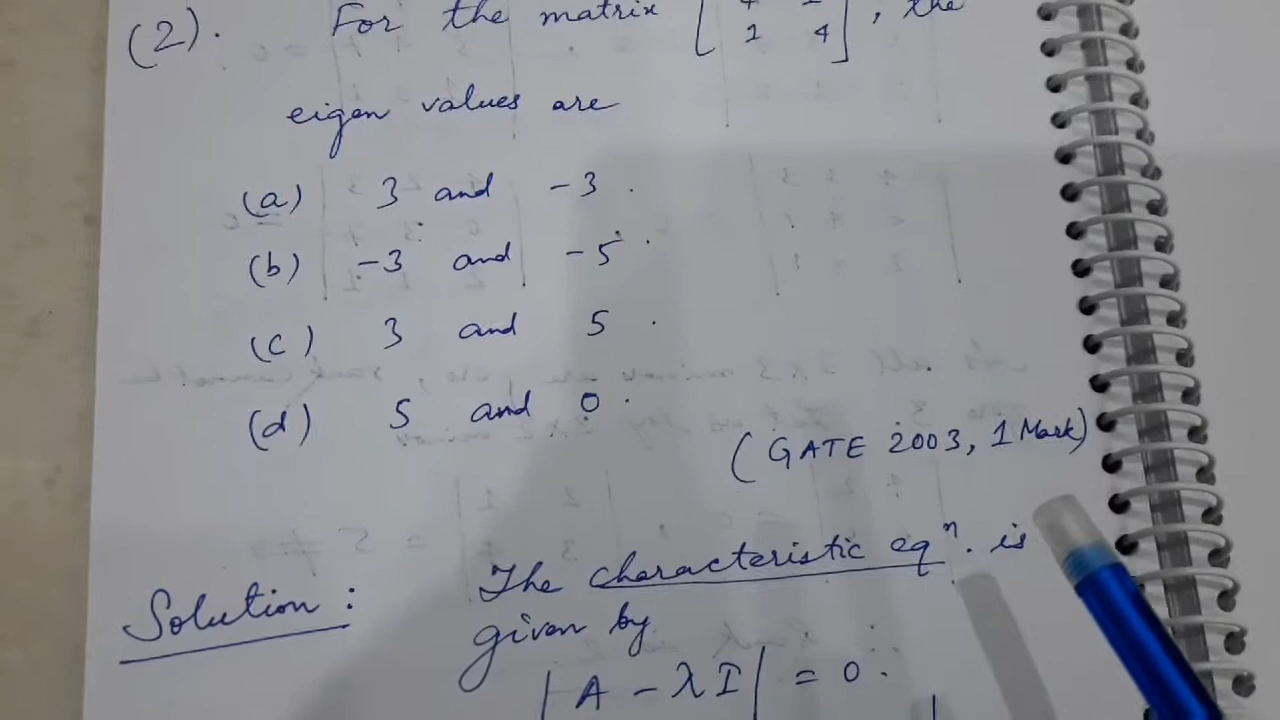 (2). For the matrix [ 1 4 ], the
eigen values are
(a) 3 and -3.
(b) -3 and -5.
(c) 3 and 5.
(d) 5 and 0.
(GATE 2003, 1 Mark)
Solution: The characteristic eqⁿ. is
given by
|A - λI| = 0.